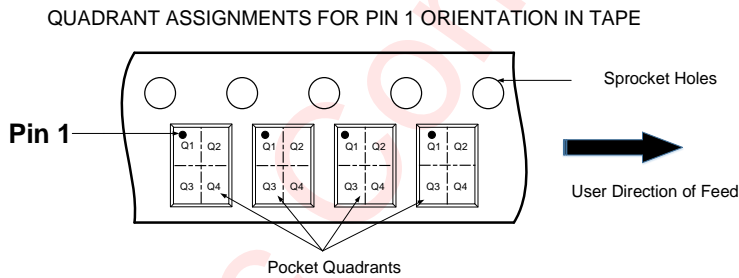 QUADRANT ASSIGNMENTS FOR PIN 1 ORIENTATION IN TAPE
Sprocket Holes
Pin 1
Q1 Q2 Q1 Q2 Q1 Q2 Q1 Q2
Q3 Q4 Q3 Q4 Q3 Q4 Q3 Q4
User Direction of Feed
Pocket Quadrants